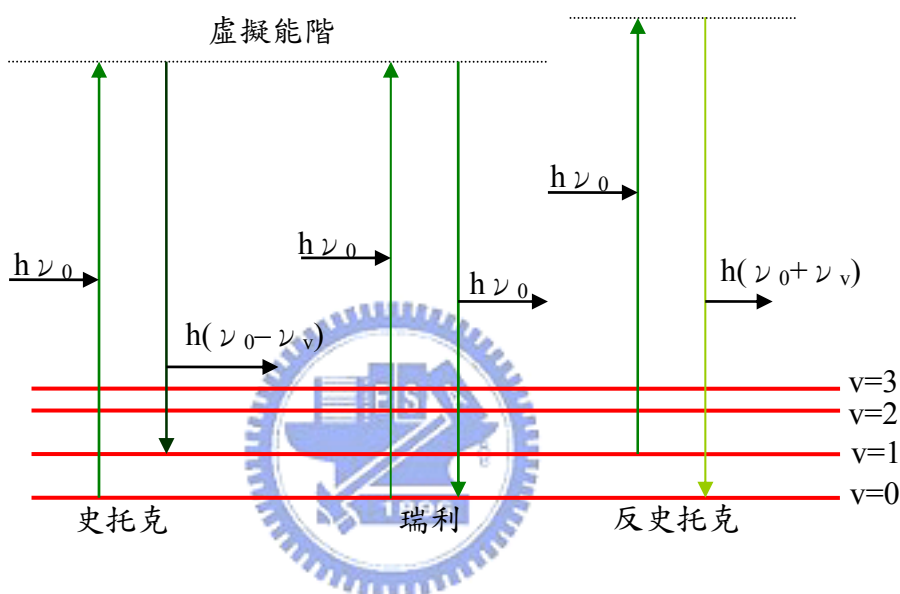 虛擬能階
hν₀
hν₀
hν₀
h(ν₀−νᵥ)
hν₀
h(ν₀+νᵥ)
v=3
v=2
v=1
v=0
史托克
瑞利
反史托克